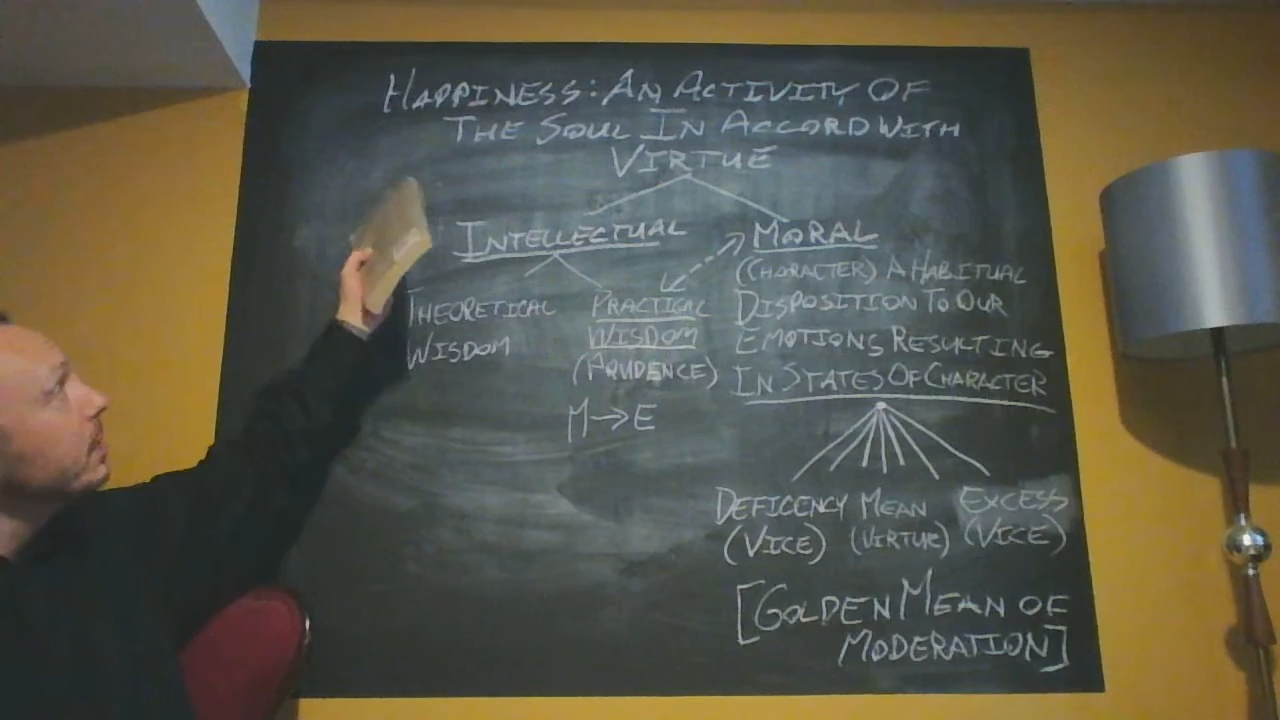 HAPPINESS: AN ACTIVITY OF
THE SOUL IN ACCORD WITH
VIRTUE
INTELLECTUAL
THEORETICAL
WISDOM
PRACTICAL
WISDOM
(PRUDENCE)
M→E
MORAL
(CHARACTER) A HABITUAL
DISPOSITION TO OUR
EMOTIONS RESULTING
IN STATES OF CHARACTER
DEFICENCY MEAN EXCESS
(VICE) (VIRTUE) (VICE)
[GOLDEN MEAN OF
MODERATION]